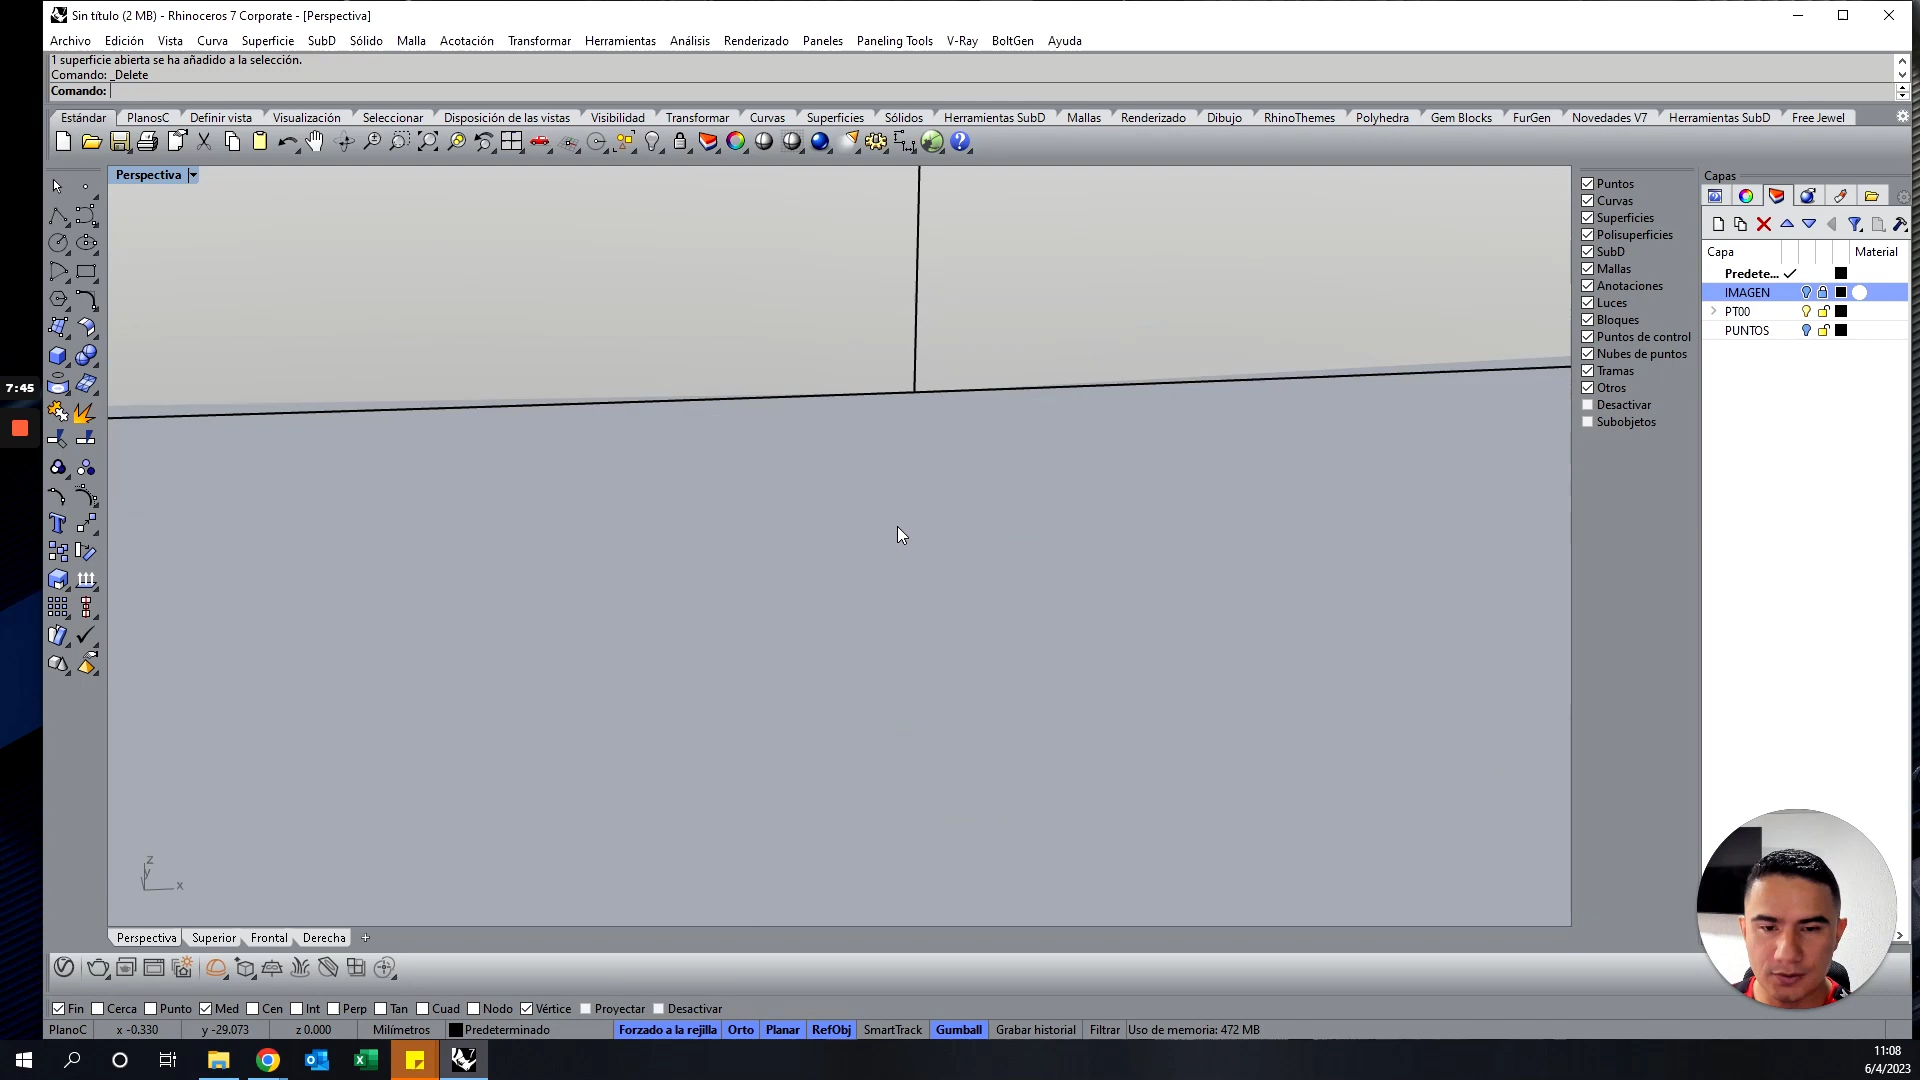 Sin título (2 MB) - Rhinoceros 7 Corporate - [Perspectiva]
Archivo Edición Vista Curva Superficie SubD Sólido Malla Acotación Transformar Herramientas Análisis Renderizado Paneles Paneling Tools V-Ray BoltGen Ayuda
1 superficie abierta se ha añadido a la selección.
Comando: _Delete
Comando:
Estándar PlanosC Definir vista Visualización Seleccionar Disposición de las vistas Visibilidad Transformar Curvas Superficies Sólidos Herramientas SubD Mallas Renderizado Dibujo RhinoThemes Polyhedra Gem Blocks FurGen Novedades V7 Herramientas SubD Free Jewel
Perspectiva
Puntos
Curvas
Superficies
Polisuperficies
SubD
Mallas
Anotaciones
Luces
Bloques
Puntos de control
Nubes de puntos
Tramas
Otros
Desactivar
Subobjetos
Capas
Capa Material
Predete...
IMAGEN
PT00
PUNTOS
7:45
z
y
x
Perspectiva Superior Frontal Derecha
Fin Cerca Punto Med Cen Int Perp Tan Cuad Nodo Vértice Proyectar Desactivar
PlanoC x -0.330 y -29.073 z 0.000 Milímetros Predeterminado Forzado a la rejilla Orto Planar RefObj SmartTrack Gumball Grabar historial Filtrar Uso de memoria: 472 MB
11:08
6/4/2023